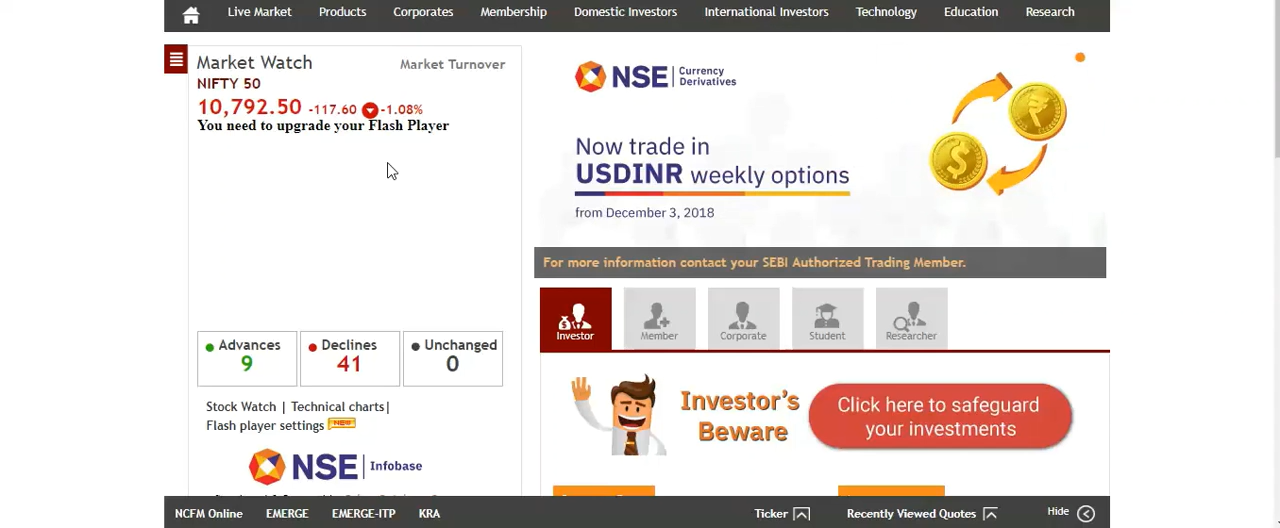 Live Market Products Corporates Membership Domestic Investors International Investors Technology Education Research
Market Watch
Market Turnover
NIFTY 50
10,792.50 -117.60 -1.08%
You need to upgrade your Flash Player
Advances
9
Declines
41
Unchanged
0
Stock Watch | Technical charts|
Flash player settings NEW
NSE Infobase
NSE Currency
Derivatives
Now trade in
USDINR weekly options
from December 3, 2018
For more information contact your SEBI Authorized Trading Member.
Investor Member Corporate Student Researcher
Investor's
Beware
Click here to safeguard
your investments
NCFM Online EMERGE EMERGE-ITP KRA Ticker Recently Viewed Quotes Hide